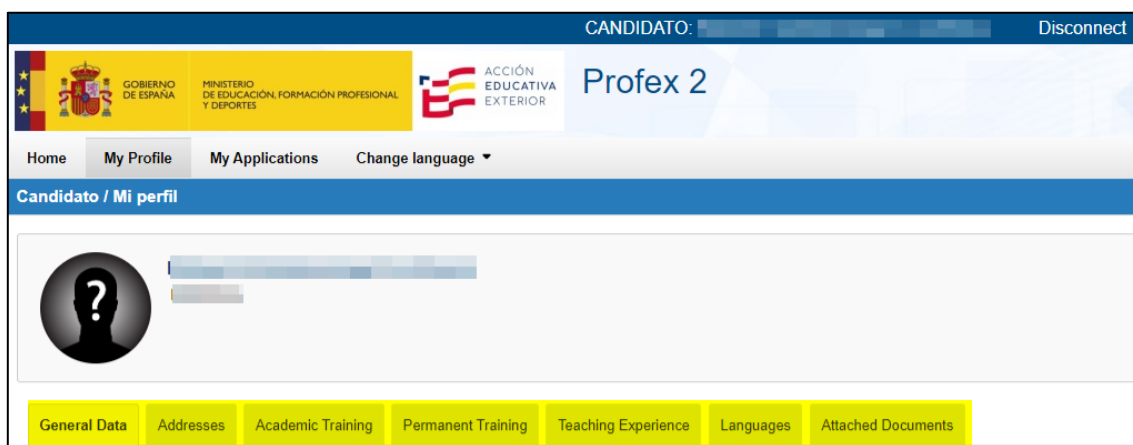 CANDIDATO: Disconnect
GOBIERNO
DE ESPAÑA
MINISTERIO
DE EDUCACIÓN, FORMACIÓN PROFESIONAL
Y DEPORTES
ACCIÓN
EDUCATIVA
EXTERIOR
Profex 2
Home My Profile My Applications Change language
Candidato / Mi perfil
?
General Data Addresses Academic Training Permanent Training Teaching Experience Languages Attached Documents